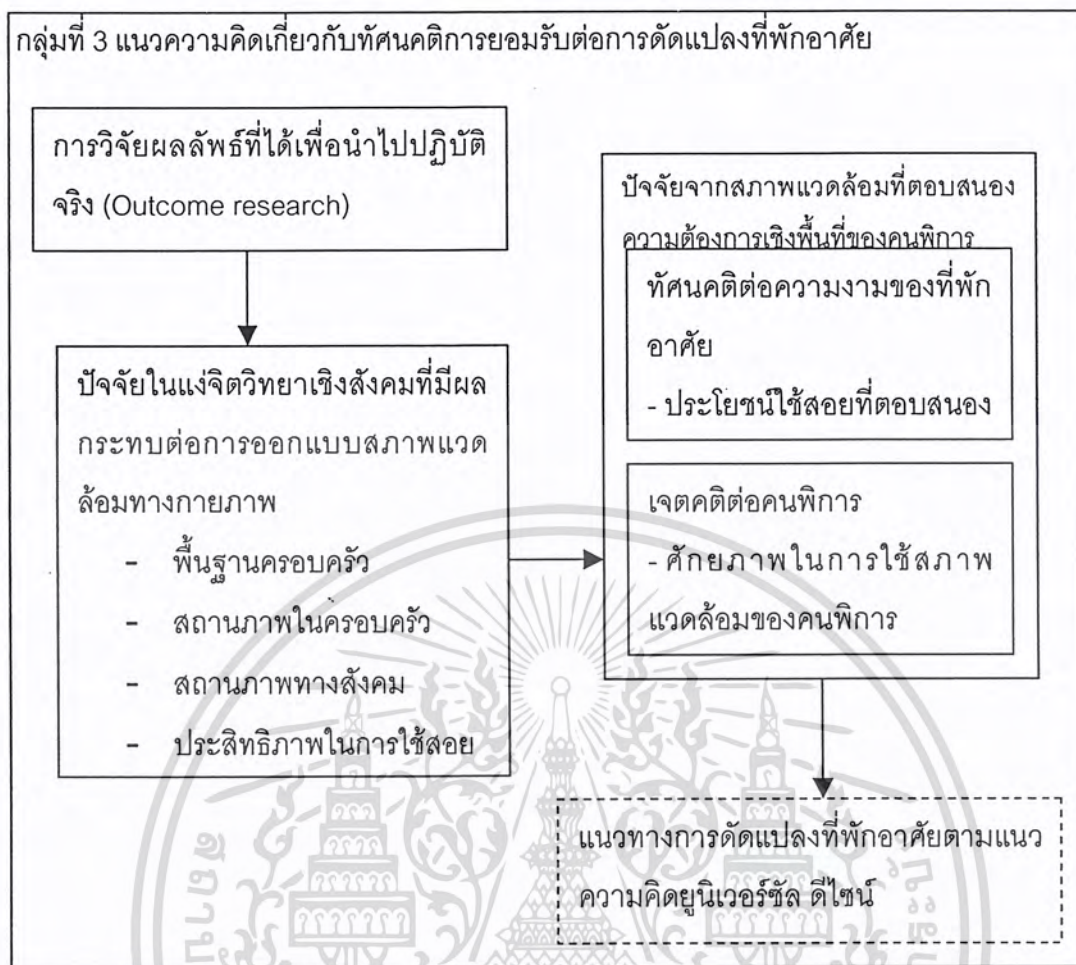 กลุ่มที่ 3 แนวความคิดเกี่ยวกับทัศนคติการยอมรับต่อการดัดแปลงที่พักอาศัย
การวิจัยผลลัพธ์ที่ได้เพื่อนำไปปฏิบัติ
จริง (Outcome research)
ปัจจัยในแง่จิตวิทยาเชิงสังคมที่มีผล
กระทบต่อการออกแบบสภาพแวด
ล้อมทางกายภาพ
- พื้นฐานครอบครัว
- สถานภาพในครอบครัว
- สถานภาพทางสังคม
- ประสิทธิภาพในการใช้สอย
ปัจจัยจากสภาพแวดล้อมที่ตอบสนอง
ความต้องการเชิงพื้นที่ของคนพิการ
ทัศนคติต่อความงามของที่พัก
อาศัย
- ประโยชน์ใช้สอยที่ตอบสนอง
เจตคติต่อคนพิการ
- ศักยภาพในการใช้สภาพ
แวดล้อมของคนพิการ
แนวทางการดัดแปลงที่พักอาศัยตามแนว
ความคิดยูนิเวอร์ซัล ดีไซน์